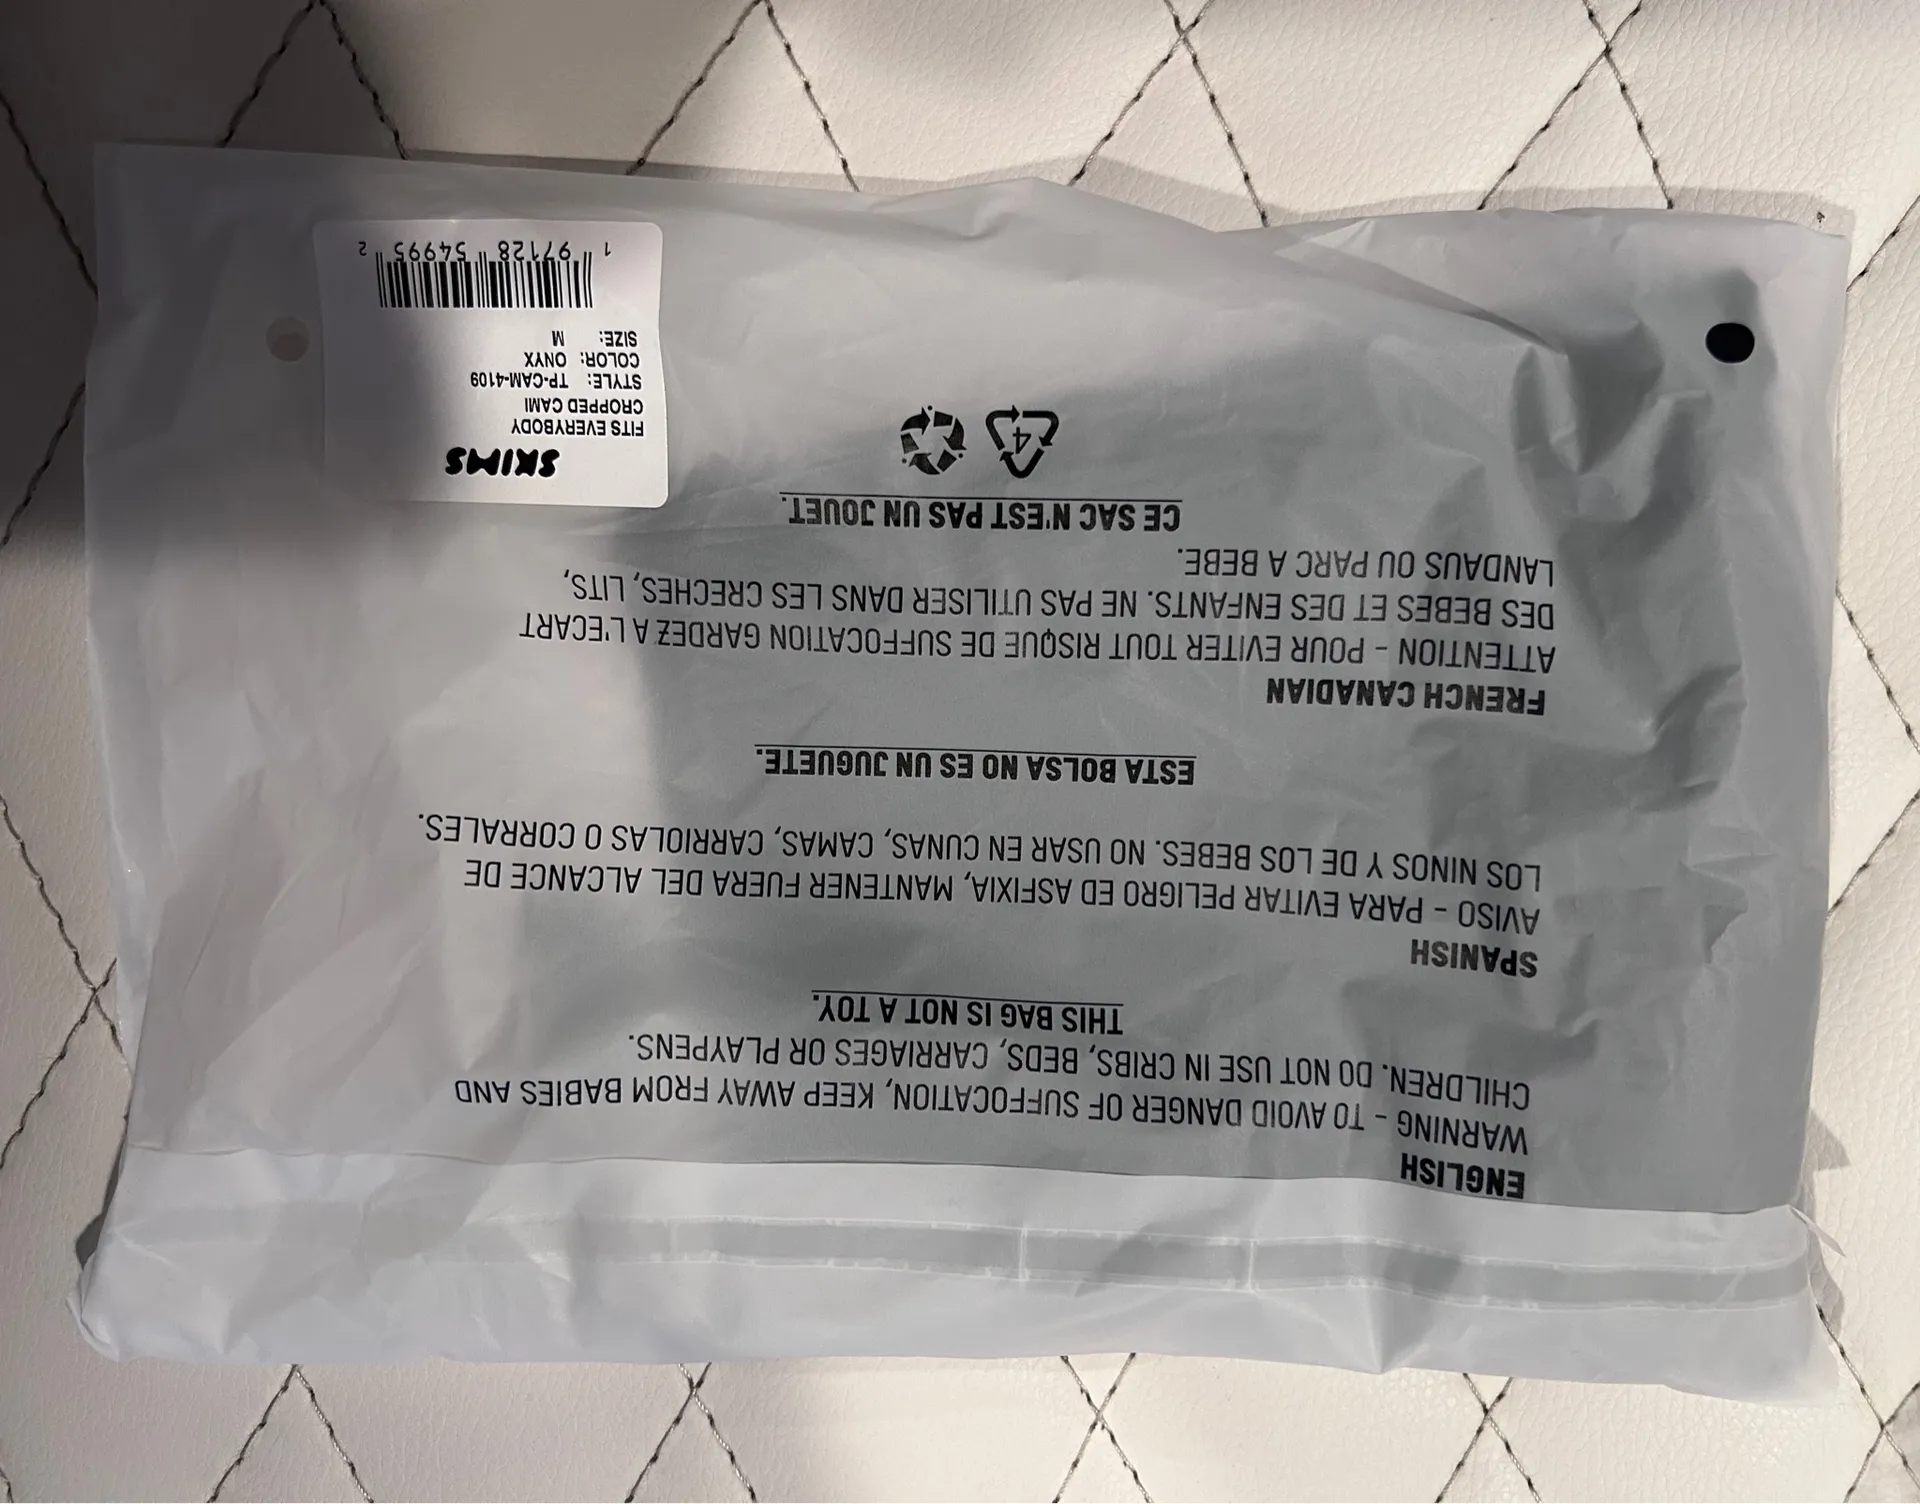 ENGLISH
WARNING - TO AVOID DANGER OF SUFFOCATION, KEEP AWAY FROM BABIES AND
CHILDREN. DO NOT USE IN CRIBS, BEDS, CARRIAGES OR PLAYPENS.
THIS BAG IS NOT A TOY.
SPANISH
AVISO - PARA EVITAR PELIGRO ED ASFIXIA, MANTENER FUERA DEL ALCANCE DE
LOS NINOS Y DE LOS BEBES. NO USAR EN CUNAS, CAMAS, CARRIOLAS O CORRALES.
ESTA BOLSA NO ES UN JUGUETE.
FRENCH CANADIAN
ATTENTION - POUR EVITER TOUT RISQUE DE SUFFOCATION GARDEZ A L'ECART
DES BEBES ET DES ENFANTS. NE PAS UTILISER DANS LES CRECHES, LITS,
LANDAUS OU PARC A BEBE.
CE SAC N'EST PAS UN JOUET.
4
SKIMS
FITS EVERYBODY
CROPPED CAMI
STYLE: TP-CAM-4109
COLOR: ONYX
SIZE: M
1 97128 54995 2